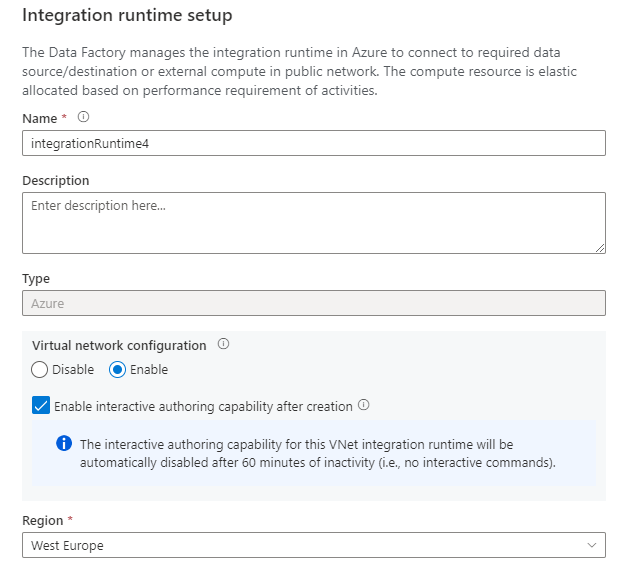 Integration runtime setup
The Data Factory manages the integration runtime in Azure to connect to required data
source/destination or external compute in public network. The compute resource is elastic
allocated based on performance requirement of activities.
Name *
integrationRuntime4
Description
Enter description here...
Type
Azure
Virtual network configuration
Disable Enable
Enable interactive authoring capability after creation
The interactive authoring capability for this VNet integration runtime will be
automatically disabled after 60 minutes of inactivity (i.e., no interactive commands).
Region *
West Europe